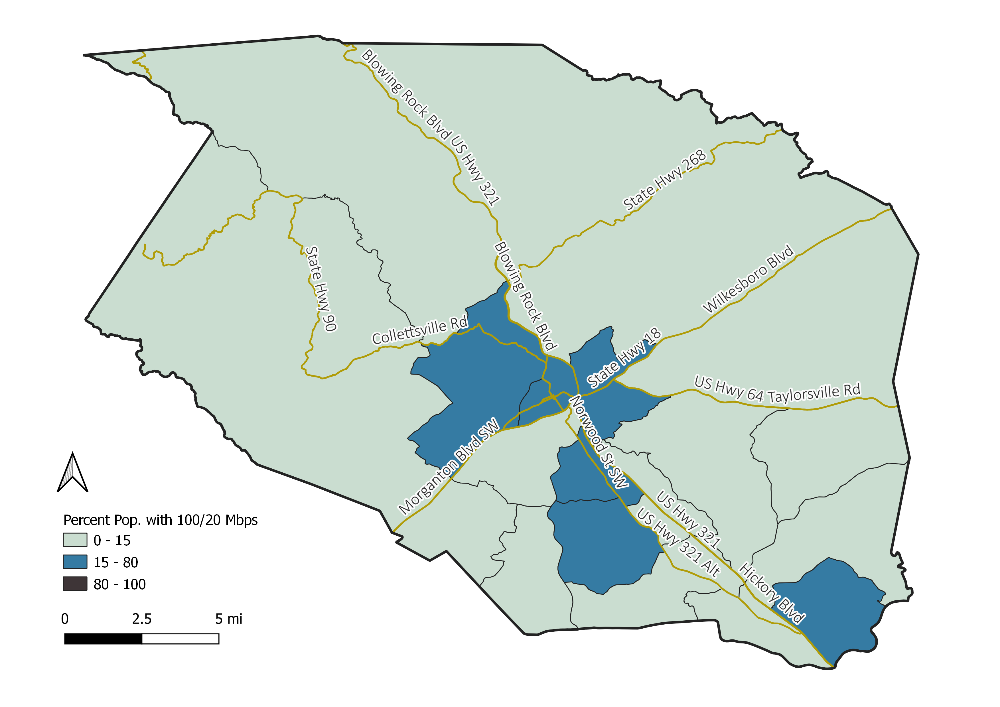 Blowing Rock Blvd US Hwy 321
State Hwy 268
Blowing Rock Blvd
Wilkesboro Blvd
State Hwy 90
Collettsville Rd
State Hwy 18
US Hwy 64 Taylorsville Rd
Norwood St SW
Morganton Blvd SW
US Hwy 321
US Hwy 321 Alt
Hickory Blvd
Percent Pop. with 100/20 Mbps
0 - 15
15 - 80
80 - 100
0 2.5 5 mi